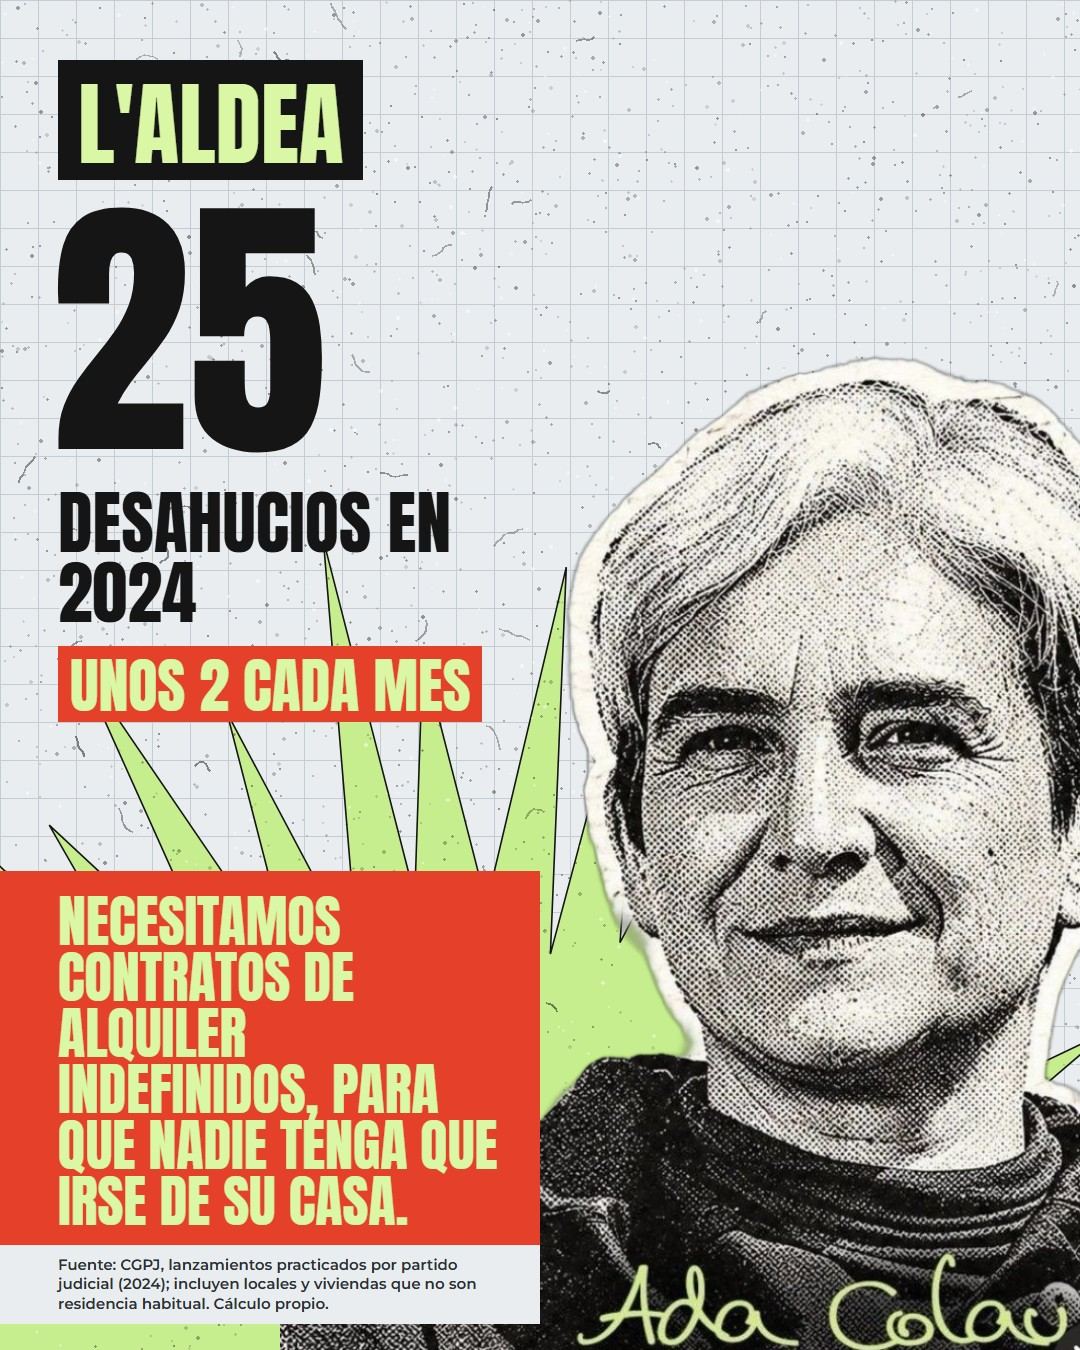 L'ALDEA
25
DESAHUCIOS EN
2024
UNOS 2 CADA MES
NECESITAMOS
CONTRATOS DE
ALQUILER
INDEFINIDOS, PARA
QUE NADIE TENGA QUE
IRSE DE SU CASA.
Fuente: CGPJ, lanzamientos practicados por partido
judicial (2024); incluyen locales y viviendas que no son
residencia habitual. Cálculo propio.
Ada Colau